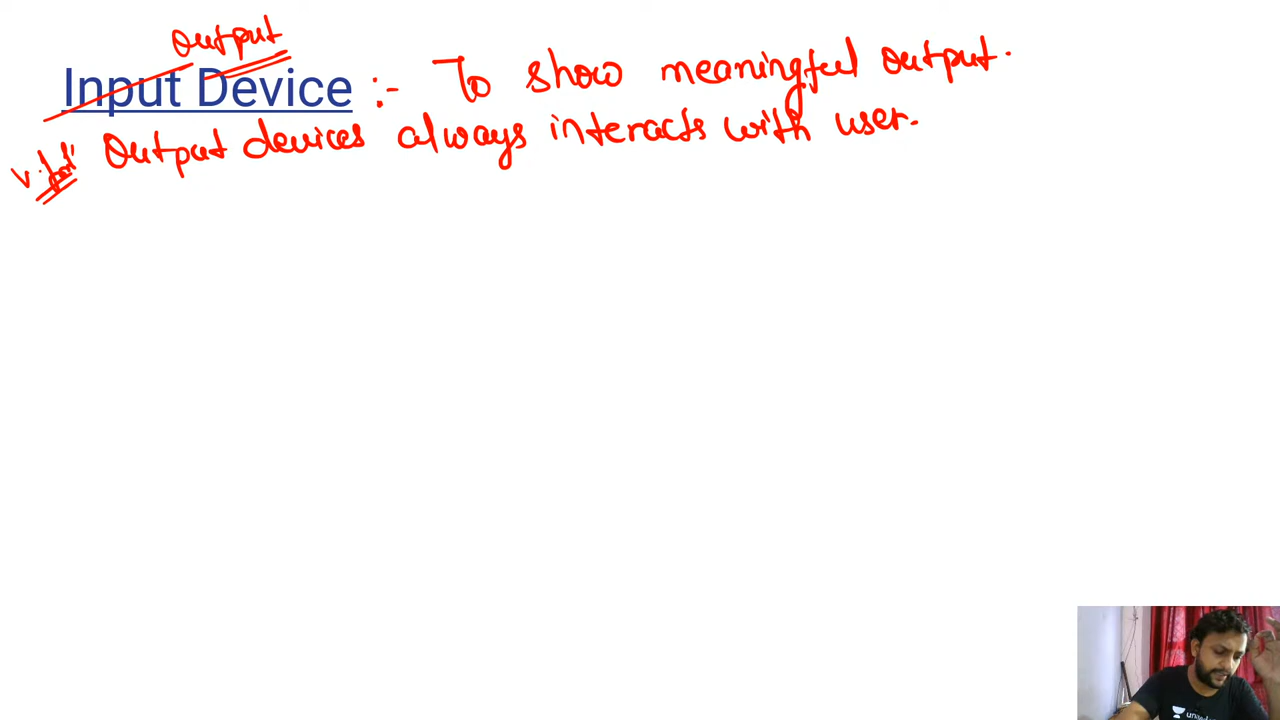 Output
Input Device :- To show meaningful output.
V.Imp" Output devices always interacts with user.